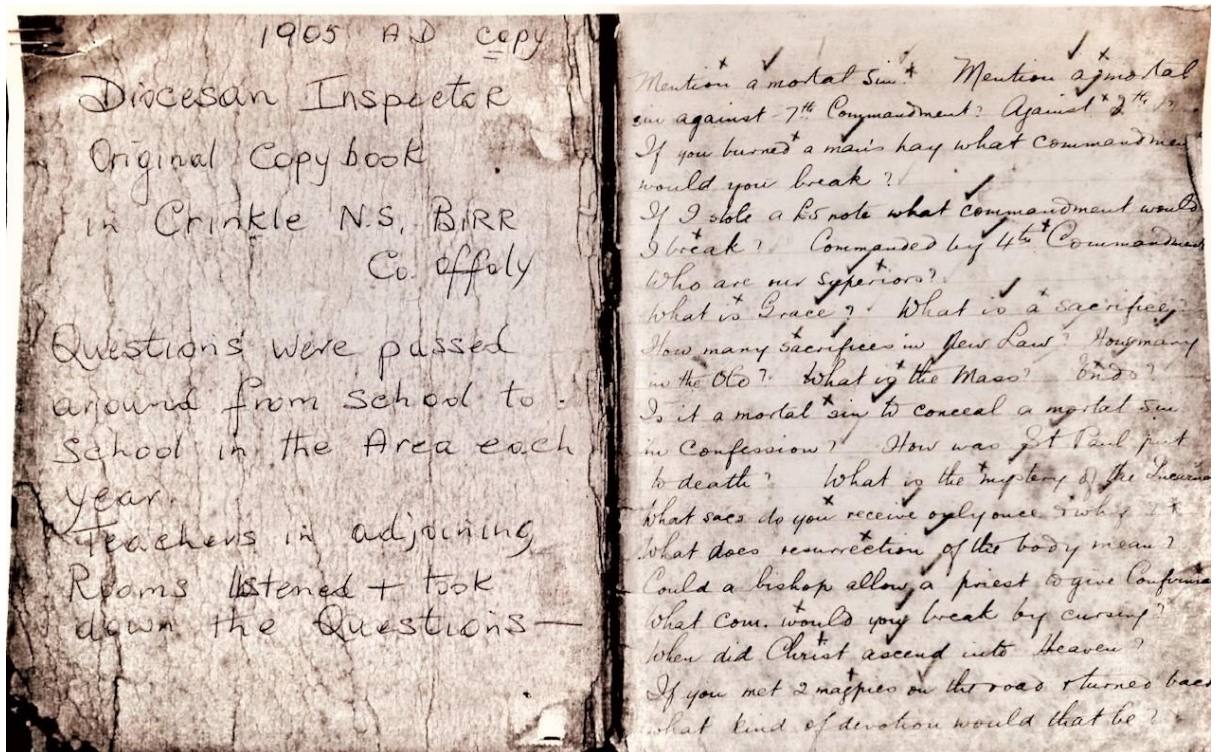 1905 AD copy
Diocesan Inspector
Original Copybook
in Crinkle N.S, BIRR
Co. Offaly
Questions were passed
around from School to
School in the Area each
year.
Teachers in adjoining
Rooms listened + took
down the Questions—
Mention a mortal sin? Mention a mortal
sin against 7th Commandment? Against
If you burned a man's hay what commandmen
would you break?
If I stole a £5 note what commandment would
I break? Commanded by 4th Commandment
Who are our superiors?
What is Grace? What is a sacrifice?
How many sacrifices in New Law? How many
in the Old? What is the Mass? Ends?
Is it a mortal sin to conceal a mortal sin
in Confession? How was St Paul put
to death? What is the mystery of the Incarna
What sacs do you receive only once & why?
What does resurrection of the body mean?
Could a bishop allow a priest to give Confirma
What Com. would you break by cursing?
When did Christ ascend into Heaven?
If you met 2 magpies on the road & turned back
what kind of devotion would that be?